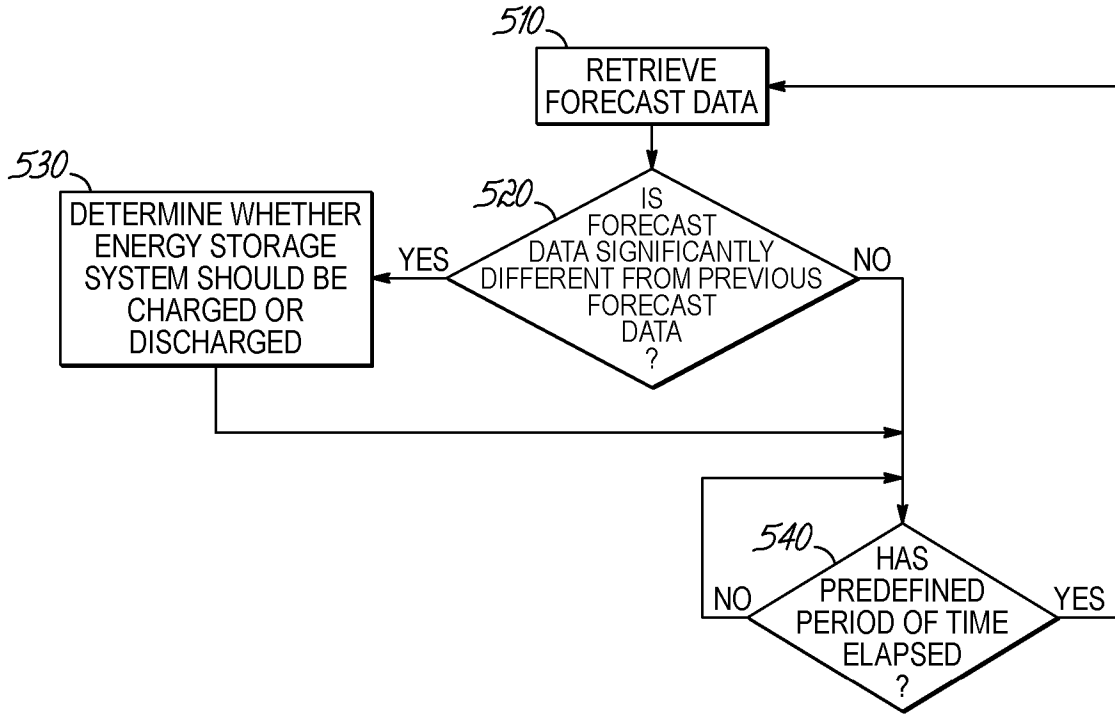 510
RETRIEVE
FORECAST DATA
530
DETERMINE WHETHER
ENERGY STORAGE
SYSTEM SHOULD BE
CHARGED OR
DISCHARGED
520
IS
FORECAST
DATA SIGNIFICANTLY
DIFFERENT FROM PREVIOUS
FORECAST
DATA
?
YES
NO
540
HAS
PREDEFINED
PERIOD OF TIME
ELAPSED
?
NO
YES